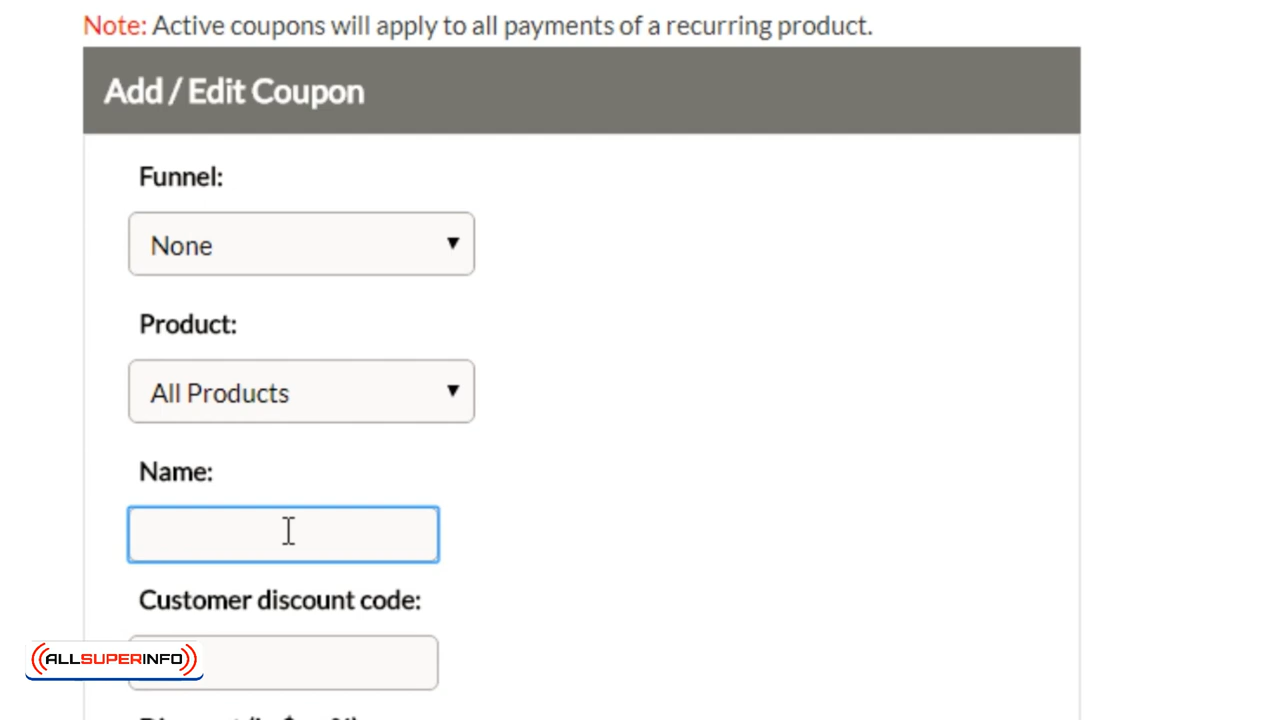 Note: Active coupons will apply to all payments of a recurring product.
Add / Edit Coupon
Funnel:
None
Product:
All Products
Name:
Customer discount code:
ALLSUPERINFO